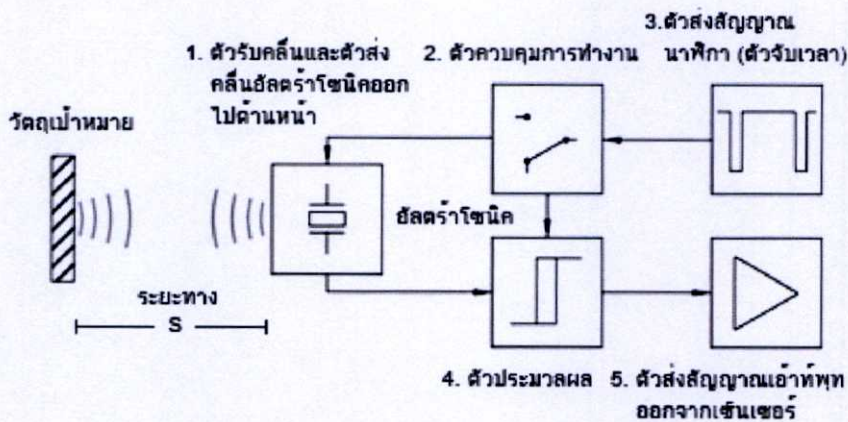 3.ตัวส่งสัญญาณ
นาฬิกา (ตัวจับเวลา)
1. ตัวรับคลื่นและตัวส่ง
คลื่นอัลตร้าโซนิคออก
ไปด้านหน้า
2. ตัวควบคุมการทำงาน
วัตถุเป้าหมาย
อัลตร้าโซนิค
ระยะทาง
S
4. ตัวประมวลผล
5. ตัวส่งสัญญาณเอ้าท์พุท
ออกจากเซ็นเซอร์